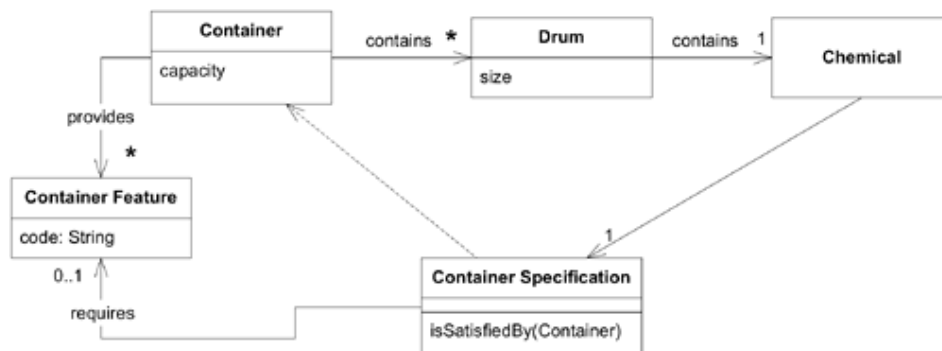 Container
capacity
contains
*
Drum
size
contains
1
Chemical
provides
*
Container Feature
code: String
0..1
requires
1
Container Specification
isSatisfiedBy(Container)